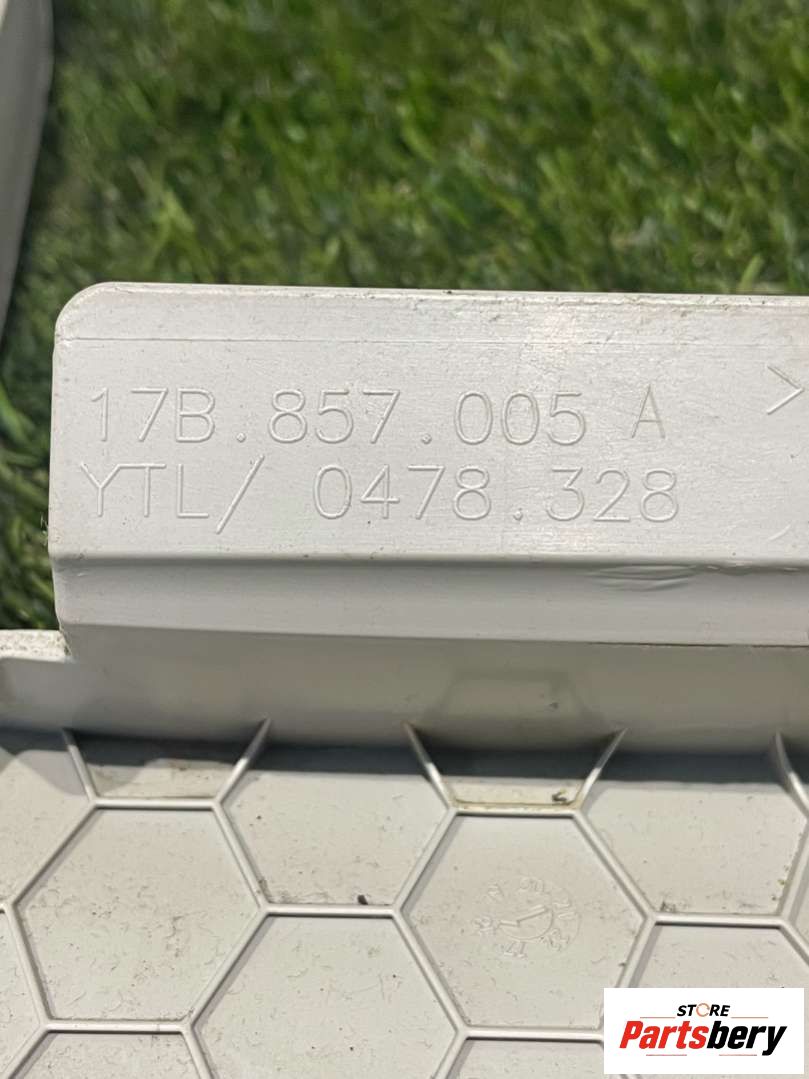 17B.857.005 A >
YTL/ 0478.328
STORE
Partsbery